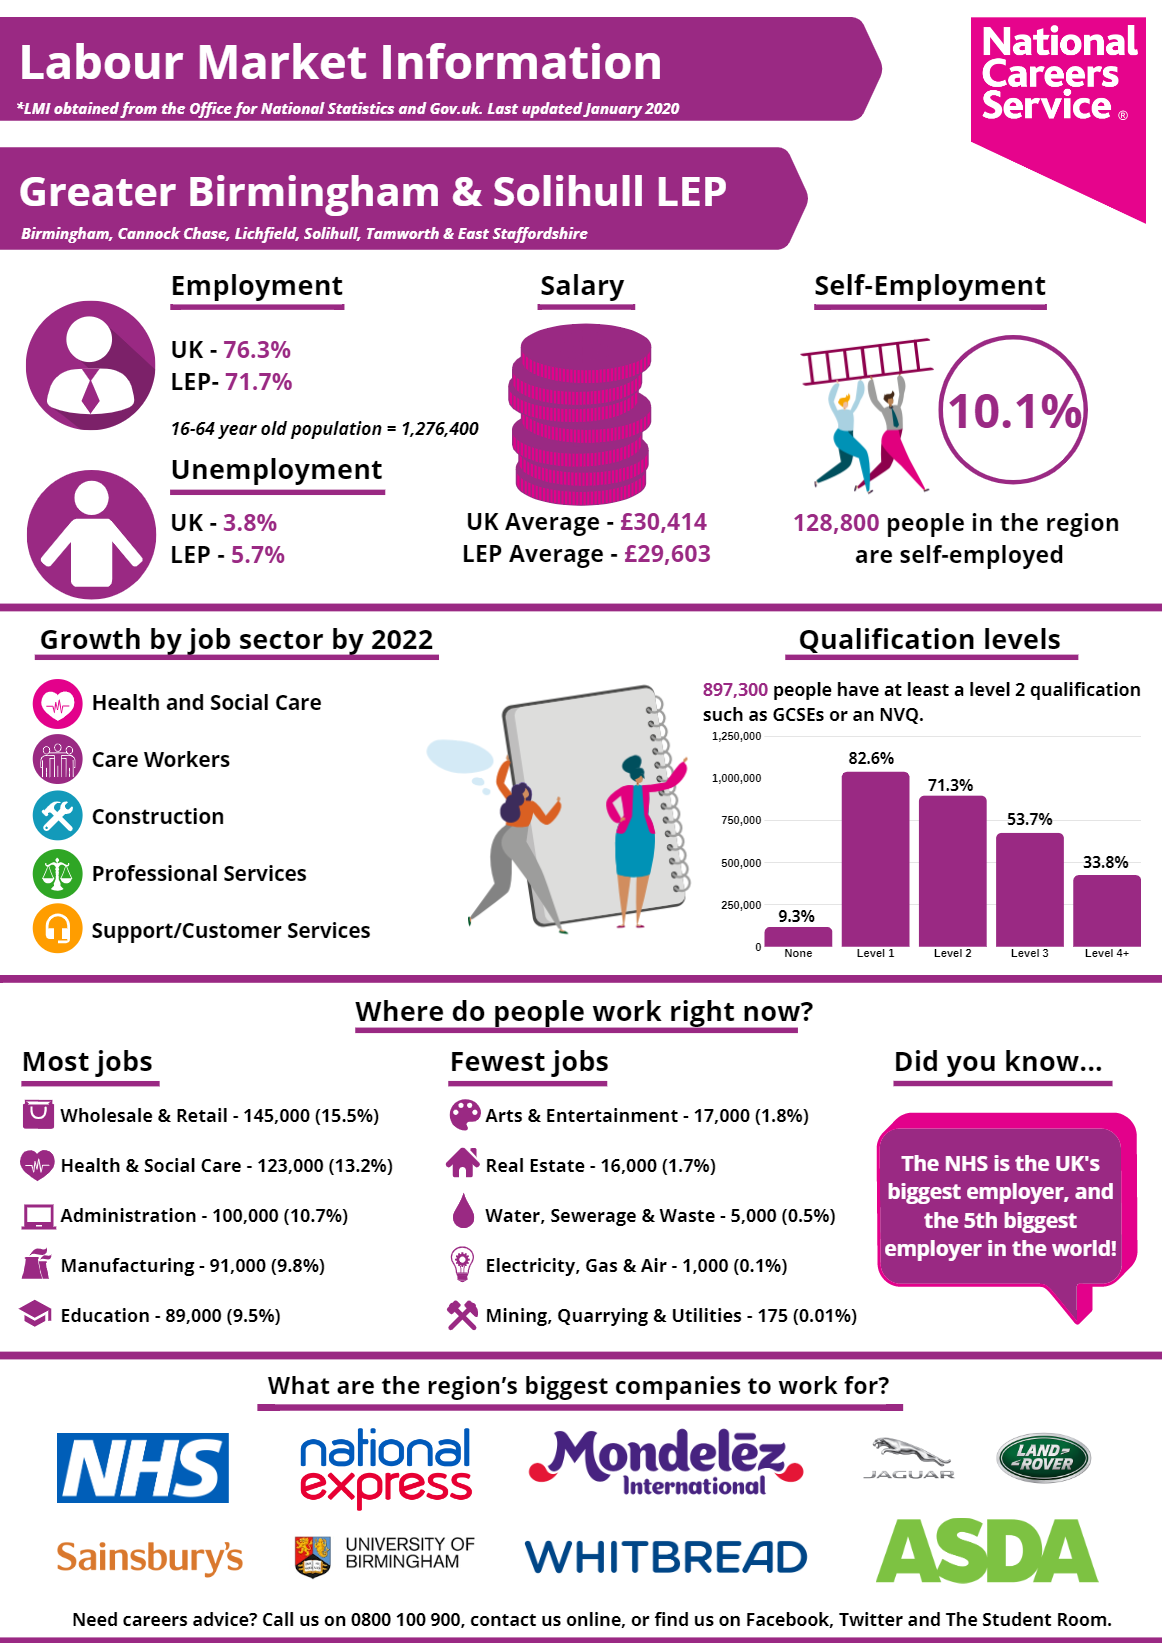 Labour Market Information
*LMI obtained from the Office for National Statistics and Gov.uk. Last updated January 2020
National
Careers
Service ®
Greater Birmingham & Solihull LEP
Birmingham, Cannock Chase, Lichfield, Solihull, Tamworth & East Staffordshire
Employment
UK - 76.3%
LEP- 71.7%
16-64 year old population = 1,276,400
Unemployment
UK - 3.8%
LEP - 5.7%
Salary
UK Average - £30,414
LEP Average - £29,603
Self-Employment
10.1%
128,800 people in the region
are self-employed
Growth by job sector by 2022
Health and Social Care
Care Workers
Construction
Professional Services
Support/Customer Services
Qualification levels
897,300 people have at least a level 2 qualification
such as GCSEs or an NVQ.
1,250,000
1,000,000
750,000
500,000
250,000
0
9.3%
82.6%
71.3%
53.7%
33.8%
None
Level 1
Level 2
Level 3
Level 4+
Where do people work right now?
Most jobs
Wholesale & Retail - 145,000 (15.5%)
Health & Social Care - 123,000 (13.2%)
Administration - 100,000 (10.7%)
Manufacturing - 91,000 (9.8%)
Education - 89,000 (9.5%)
Fewest jobs
Arts & Entertainment - 17,000 (1.8%)
Real Estate - 16,000 (1.7%)
Water, Sewerage & Waste - 5,000 (0.5%)
Electricity, Gas & Air - 1,000 (0.1%)
Mining, Quarrying & Utilities - 175 (0.01%)
Did you know...
The NHS is the UK's
biggest employer, and
the 5th biggest
employer in the world!
What are the region's biggest companies to work for?
NHS
national
express
Mondelēz
International
JAGUAR
LAND-
-ROVER
Sainsbury's
UNIVERSITY OF
BIRMINGHAM
WHITBREAD
ASDA
Need careers advice? Call us on 0800 100 900, contact us online, or find us on Facebook, Twitter and The Student Room.